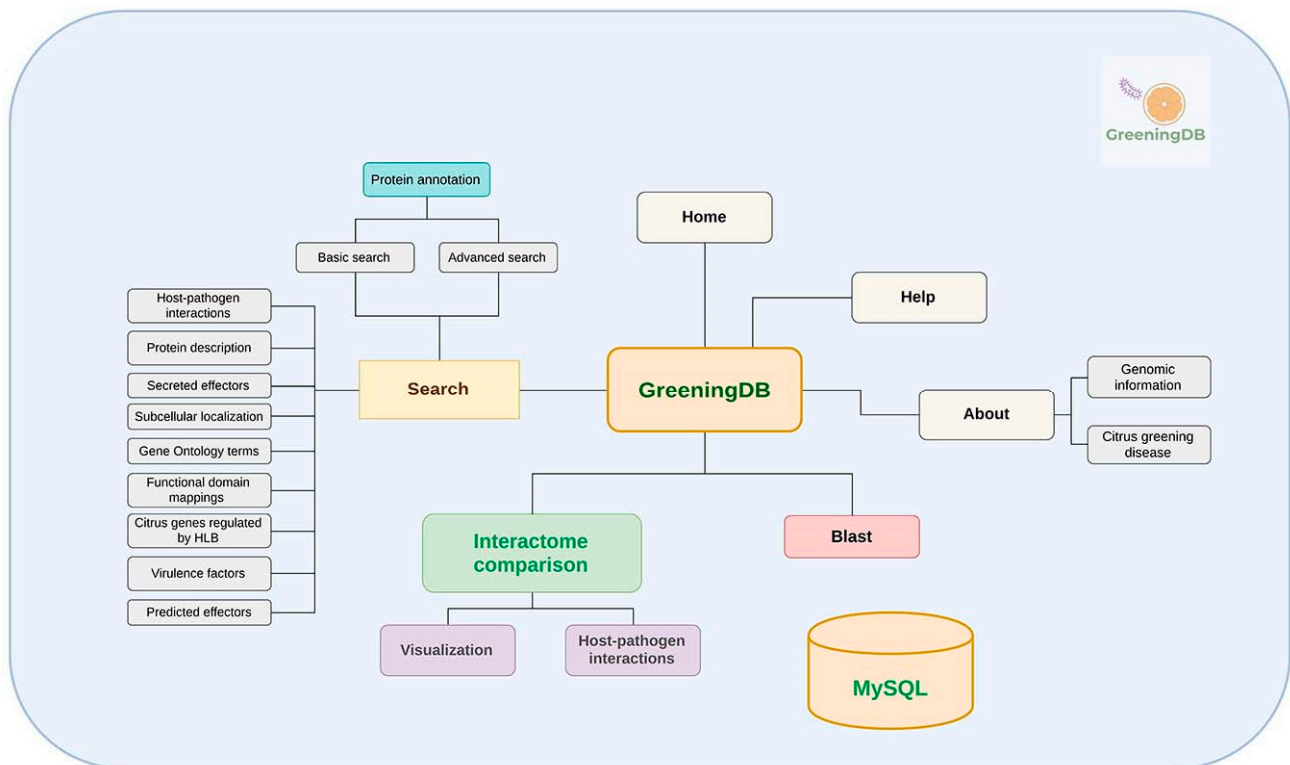 GreeningDB
Protein annotation
Home
Basic search
Advanced search
Help
Host-pathogen
interactions
Protein description
Secreted effectors
Subcellular localization
Gene Ontology terms
Functional domain
mappings
Citrus genes regulated
by HLB
Virulence factors
Predicted effectors
Search
GreeningDB
About
Genomic
information
Citrus greening
disease
Interactome
comparison
Blast
Visualization
Host-pathogen
interactions
MySQL